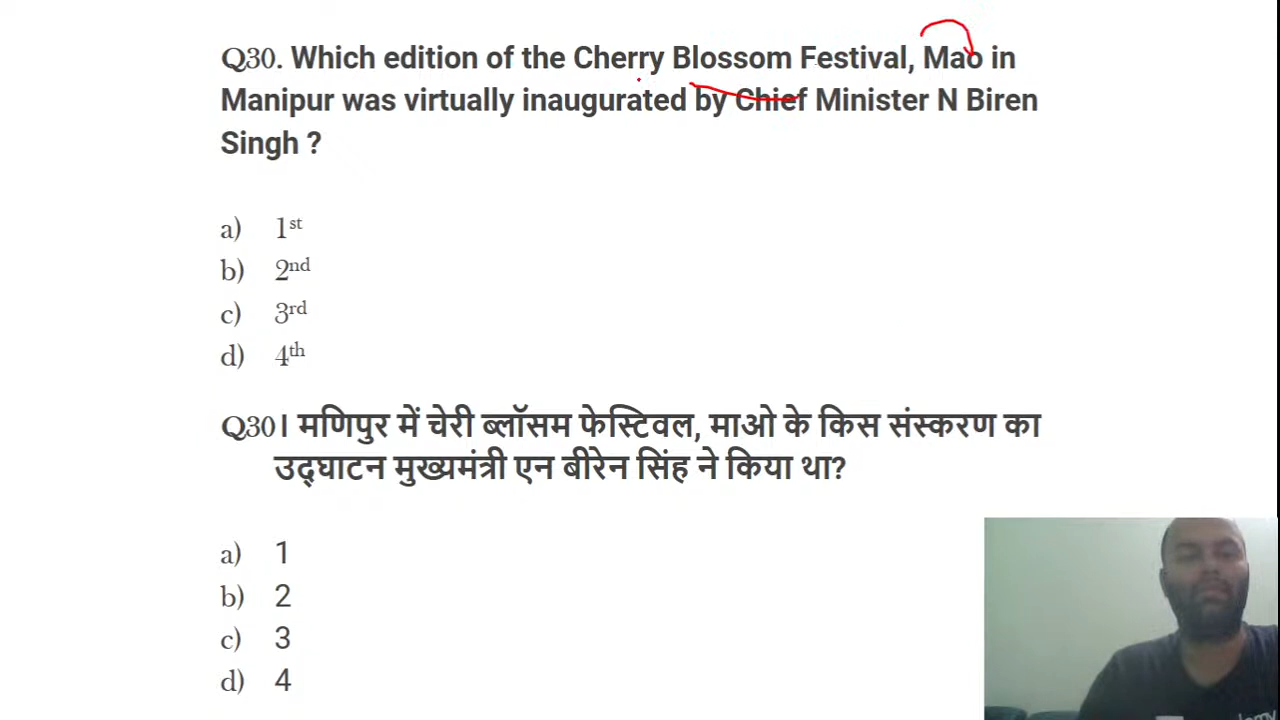 Q30. Which edition of the Cherry Blossom Festival, Mao in
Manipur was virtually inaugurated by Chief Minister N Biren
Singh ?
a) 1st
b) 2nd
c) 3rd
d) 4th
Q30। मणिपुर में चेरी ब्लॉसम फेस्टिवल, माओ के किस संस्करण का
उद्घाटन मुख्यमंत्री एन बीरेन सिंह ने किया था?
a) 1
b) 2
c) 3
d) 4